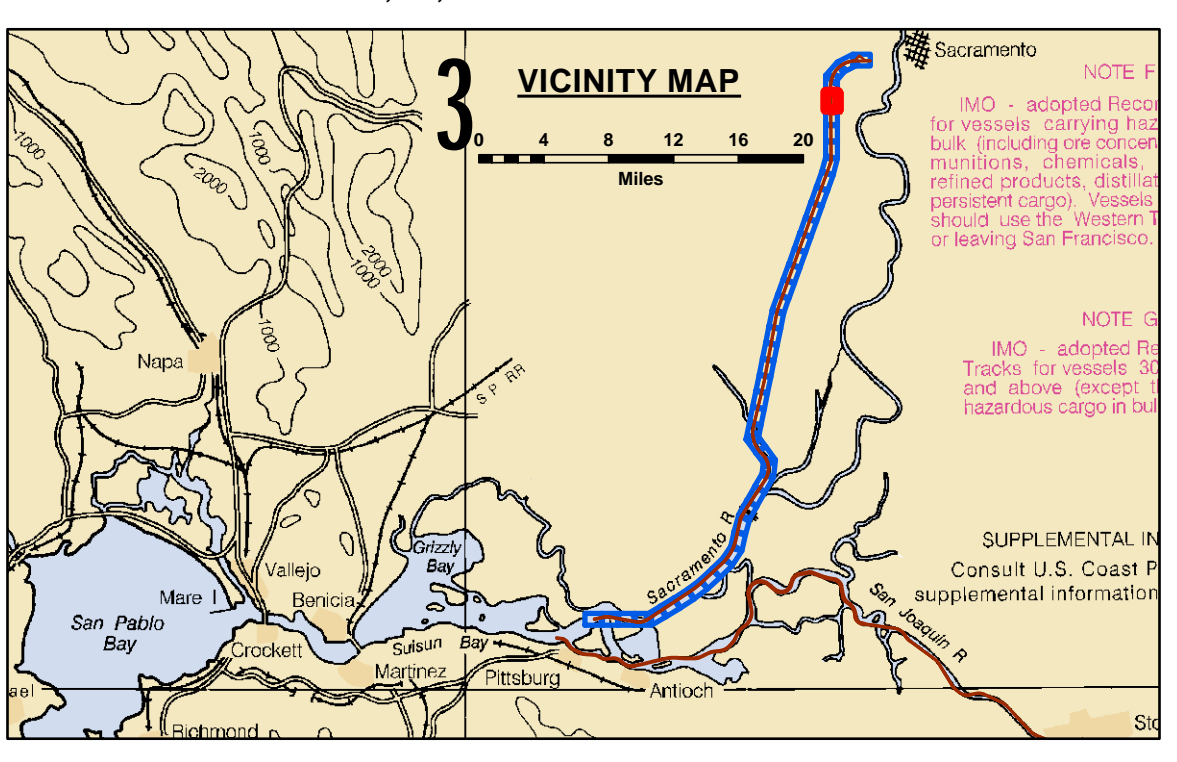 3
VICINITY MAP
0 4 8 12 16 20
Miles
Sacramento
NOTE F
IMO - adopted Recor
for vessels carrying haz
bulk (including ore concen
munitions, chemicals,
refined products, distillat
persistent cargo). Vessels
should use the Western T
or leaving San Francisco.
NOTE G
IMO - adopted Re
Tracks for vessels 30
and above (except t
hazardous cargo in bul
1000
2000
1000
2000
1000
1000
Napa
S P RR
Grizzly
Bay
Sacramento R
SUPPLEMENTAL IN
Consult U.S. Coast P
supplemental information
Vallejo
Mare I
Benicia
San Pablo
Bay
Crockett
Suisun Bay
Martinez
Pittsburg
Antioch
San Joaquin R
ael
Richmond
Sto